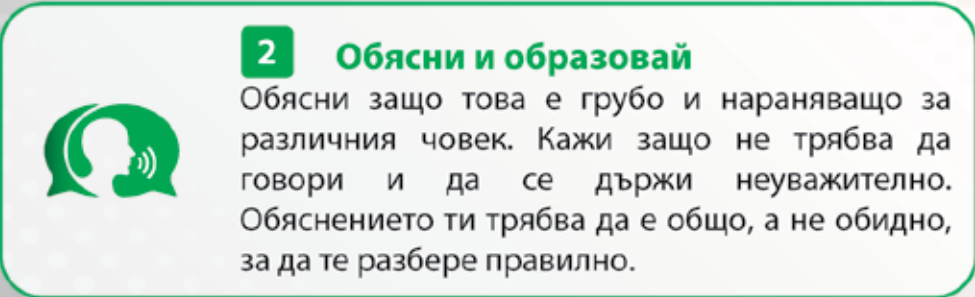 2 Обясни и образовай
Обясни защо това е грубо и нараняващо за
различния човек. Кажи защо не трябва да
говори и да се държи неуважително.
Обяснението ти трябва да е общо, а не обидно,
за да те разбере правилно.